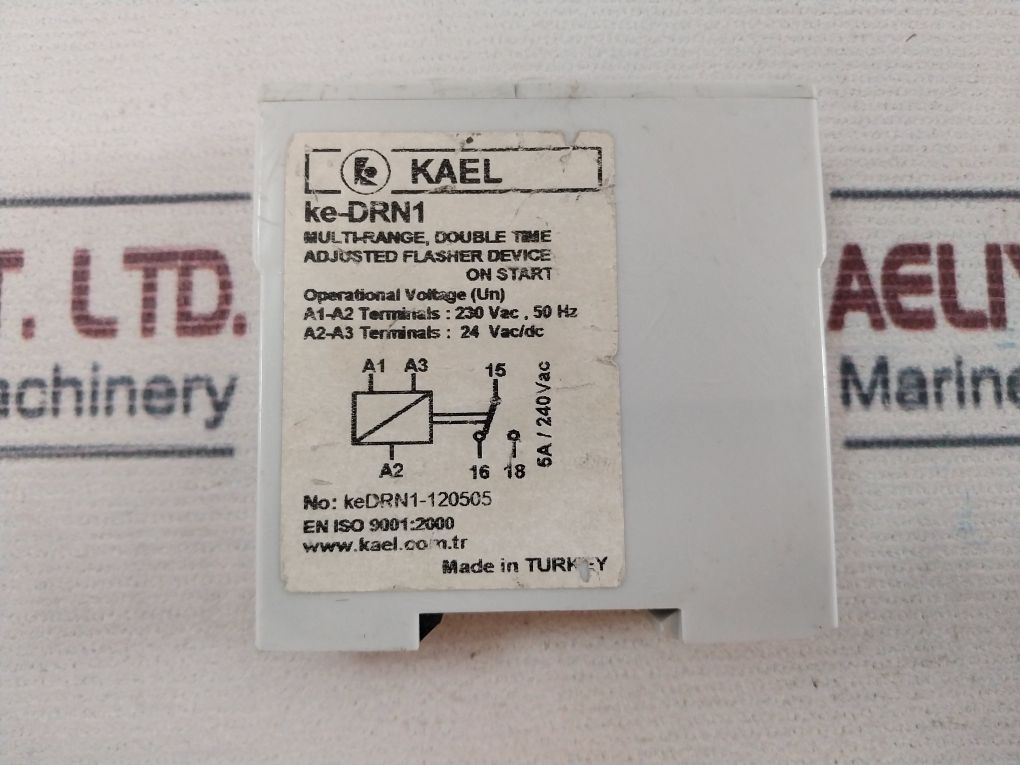 KAEL
ke-DRN1
MULTI-RANGE, DOUBLE TIME
ADJUSTED FLASHER DEVICE
ON START
Operational Voltage (Un)
A1-A2 Terminals : 230 Vac , 50 Hz
A2-A3 Terminals : 24 Vac/dc
A1 A3 15
5A / 240Vac
A2 16 18
No: keDRN1-120505
EN ISO 9001:2000
www.kael.com.tr
Made in TURKEY
T. LTD.
achinery
AELIY
Marine